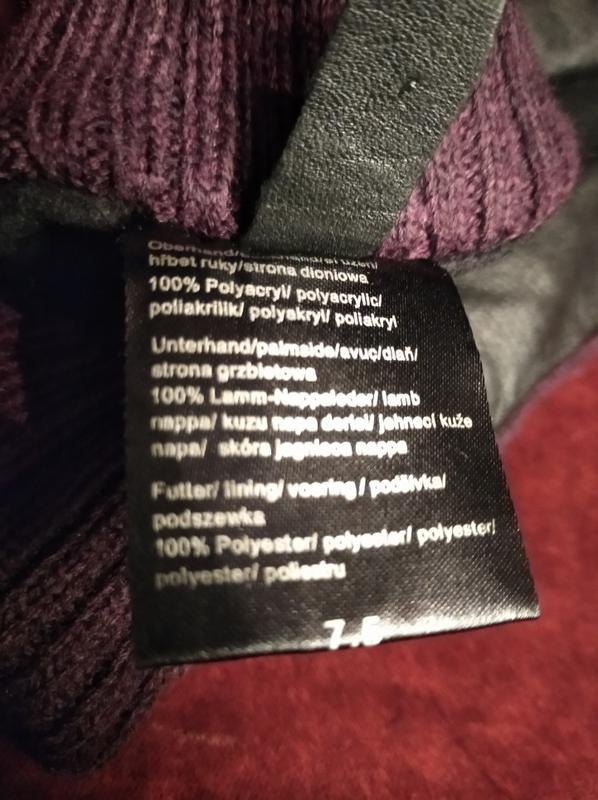 hřbet ruky/strona dłoniowa
100% Polyacryl/ polyacrylic/
poliakrilik/ polyakryl/ poliakryl
Unterhand/palmside/avuç/dlaň/
strona grzbietowa
100% Lamm-Nappaleder/ lamb
nappa/ kuzu napa derisi/ jehnecí kuže
napa/ skóra jagnięca nappa
Futter/ lining/ voering/ podšívka/
podszewka
100% Polyester/ polyester/ polyester/
polyester/ poliestru
7,5